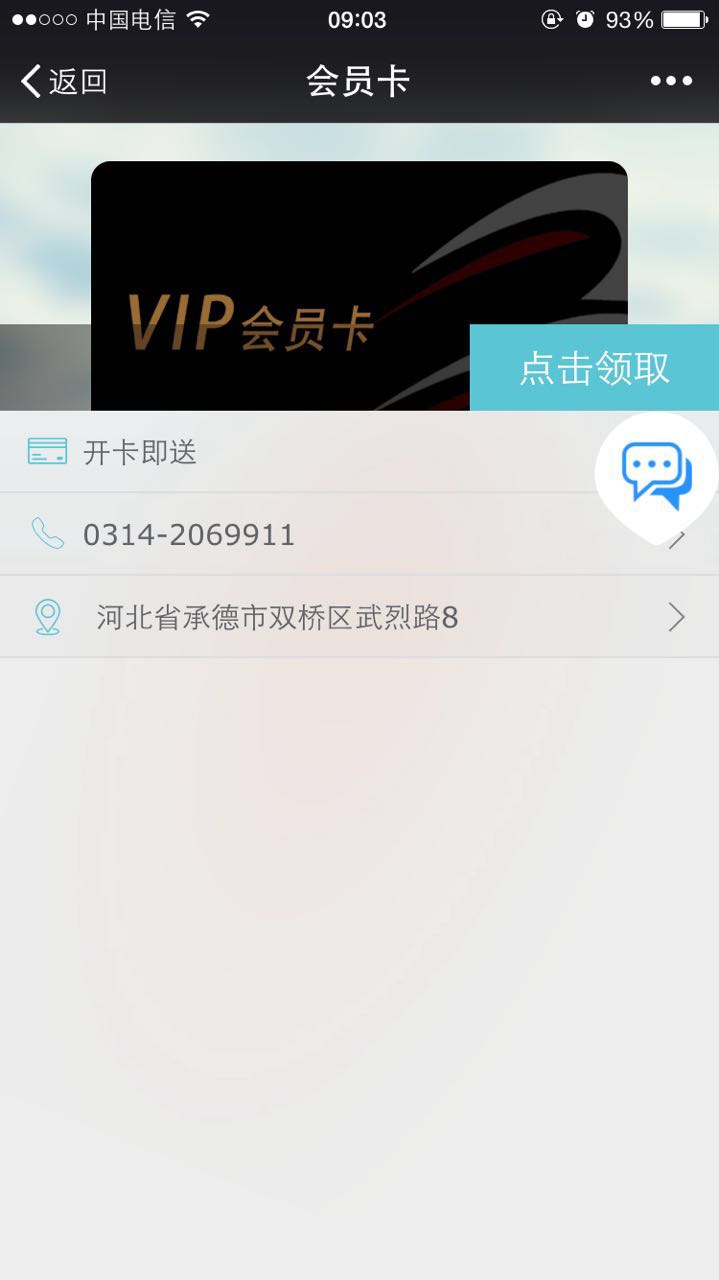 中国电信 09:03 93%
返回 会员卡
VIP会员卡
点击领取
开卡即送
0314-2069911
河北省承德市双桥区武烈路8